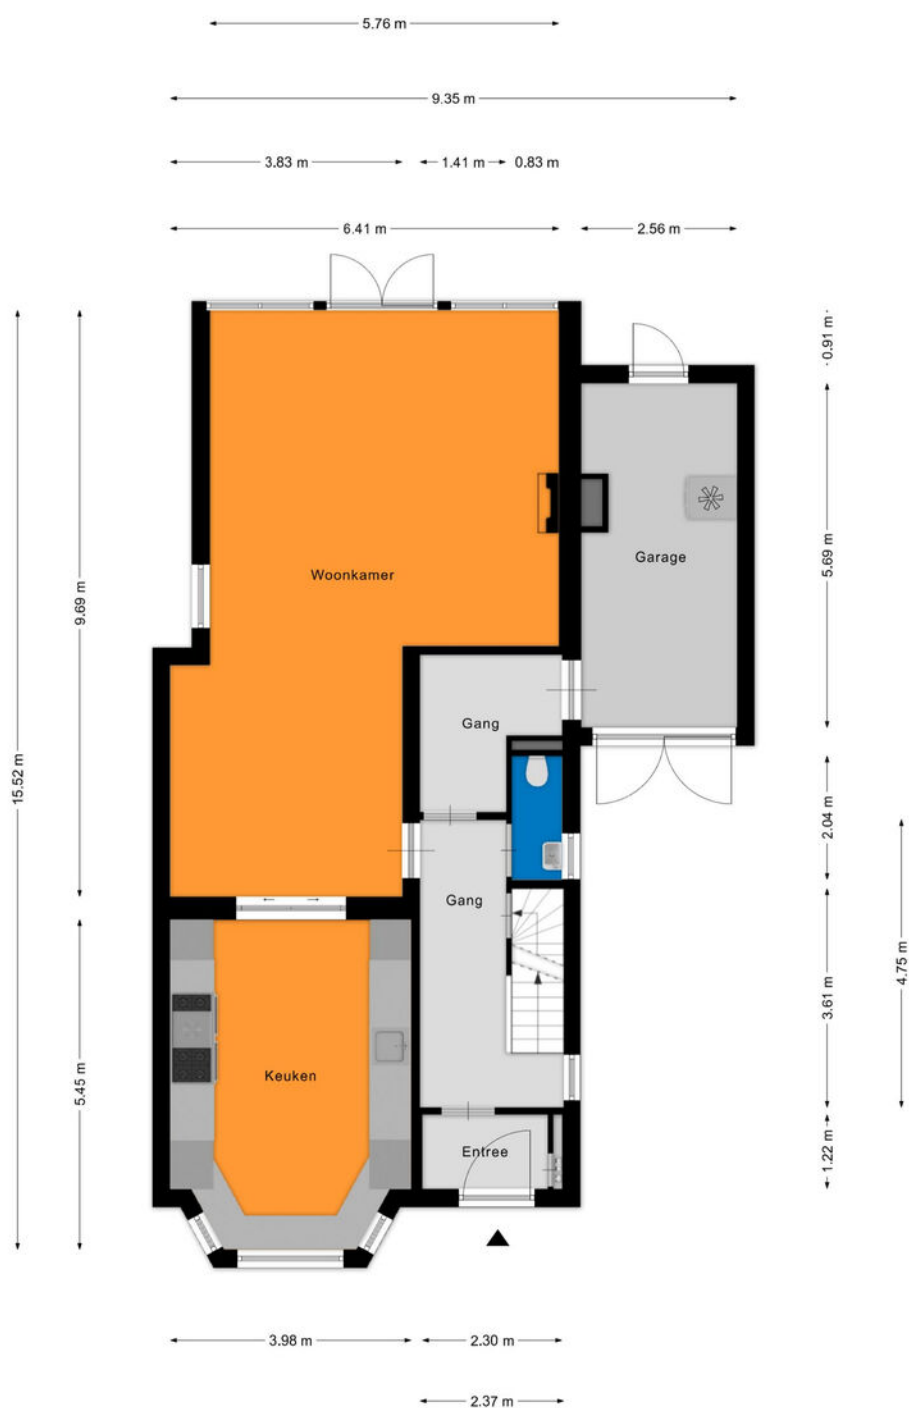 5.76 m
9.35 m
3.83 m
1.41 m
0.83 m
6.41 m
2.56 m
0.91 m
5.69 m
Garage
Woonkamer
9.69 m
15.52 m
Gang
2.04 m
Gang
4.75 m
3.61 m
Keuken
5.45 m
Entree
1.22 m
3.98 m
2.30 m
2.37 m